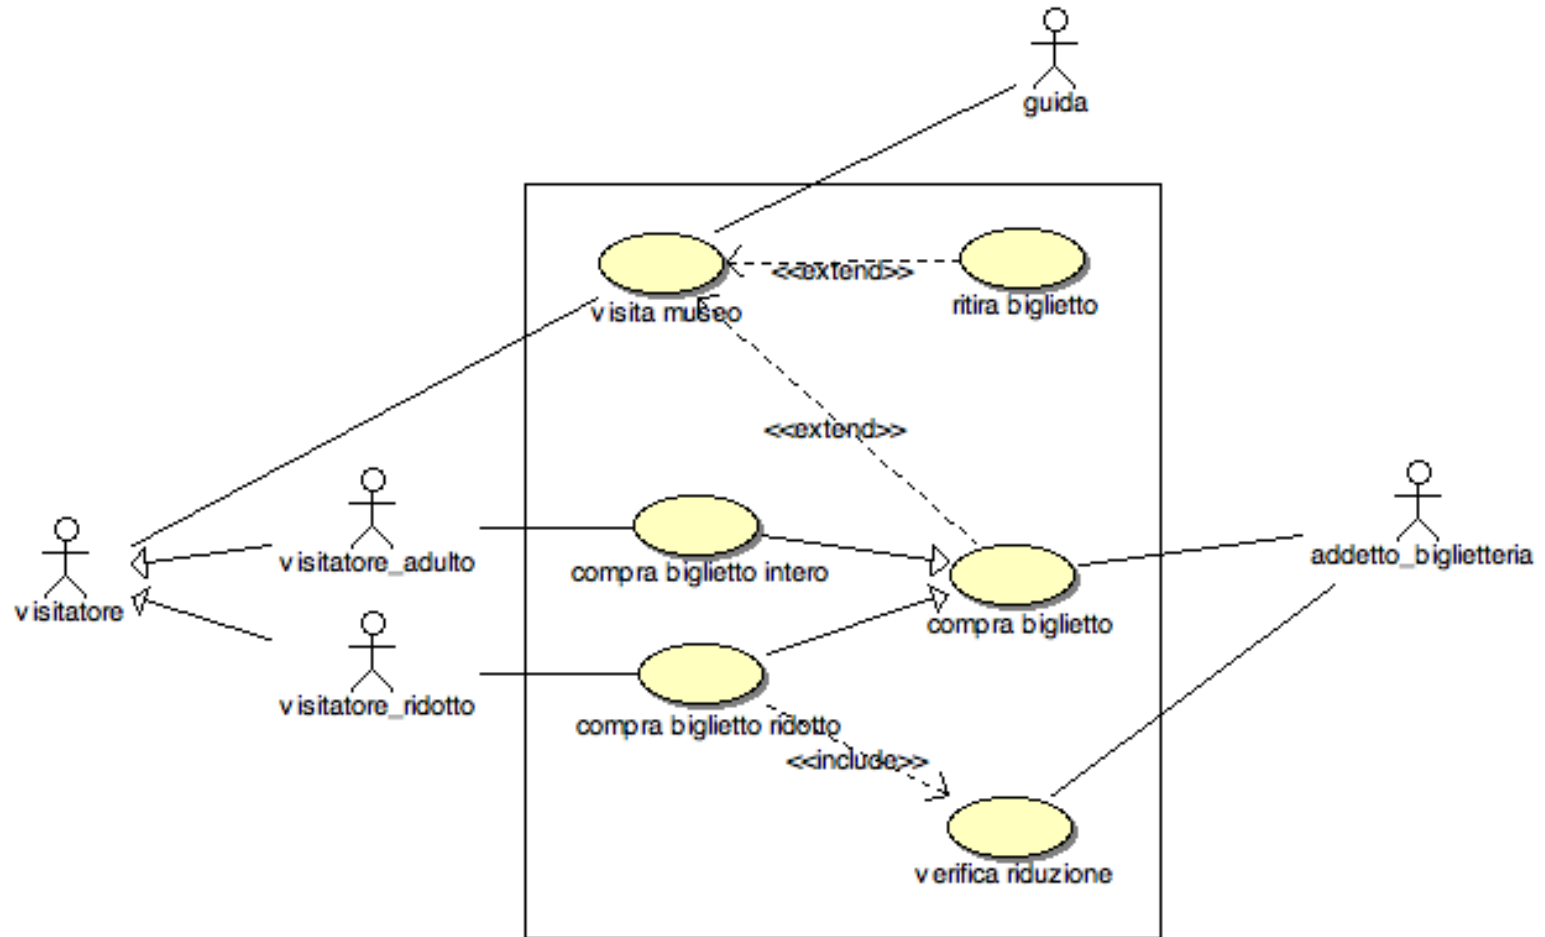 guida
<<extend>>
visita museo
ritira biglietto
<<extend>>
visitatore_adulto
compra biglietto intero
addetto_biglietteria
visitatore
compra biglietto
visitatore_ridotto
compra biglietto ridotto
<<include>>
verifica riduzione